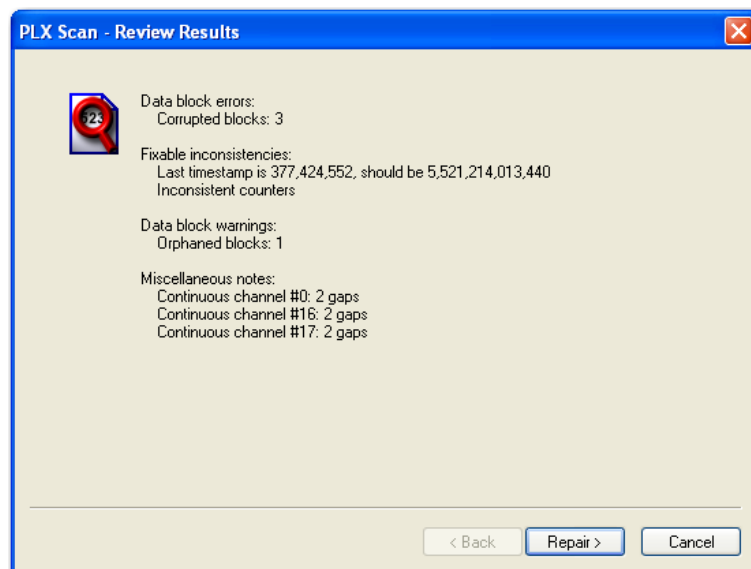 PLX Scan - Review Results
523
Data block errors:
Corrupted blocks: 3
Fixable inconsistencies:
Last timestamp is 377,424,552, should be 5,521,214,013,440
Inconsistent counters
Data block warnings:
Orphaned blocks: 1
Miscellaneous notes:
Continuous channel #0: 2 gaps
Continuous channel #16: 2 gaps
Continuous channel #17: 2 gaps
< Back
Repair >
Cancel